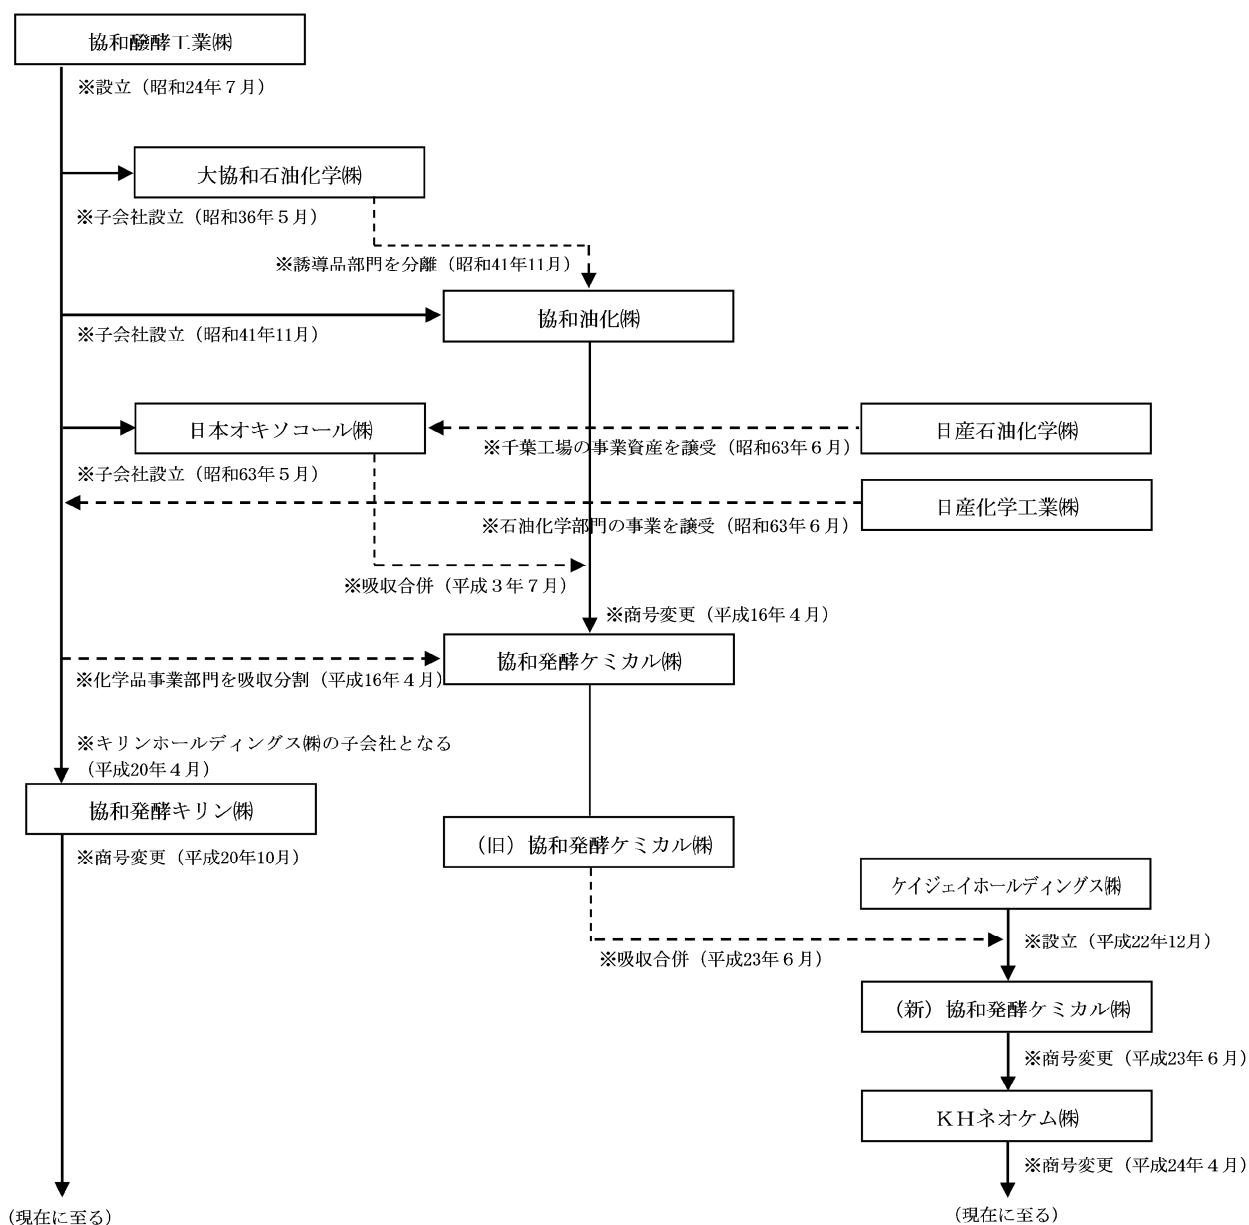 協和醱酵工業㈱
※設立（昭和24年７月）
大協和石油化学㈱
※子会社設立（昭和36年５月）
※誘導品部門を分離（昭和41年11月）
協和油化㈱
※子会社設立（昭和41年11月）
日本オキソコール㈱
日産石油化学㈱
※千葉工場の事業資産を譲受（昭和63年６月）
※子会社設立（昭和63年５月）
日産化学工業㈱
※石油化学部門の事業を譲受（昭和63年６月）
※吸収合併（平成３年７月）
※商号変更（平成16年４月）
協和発酵ケミカル㈱
※化学品事業部門を吸収分割（平成16年４月）
※キリンホールディングス㈱の子会社となる
（平成20年４月）
協和発酵キリン㈱
（旧）協和発酵ケミカル㈱
※商号変更（平成20年10月）
ケイジェイホールディングス㈱
※設立（平成22年12月）
※吸収合併（平成23年６月）
（新）協和発酵ケミカル㈱
※商号変更（平成23年６月）
ＫＨネオケム㈱
※商号変更（平成24年４月）
（現在に至る）
（現在に至る）